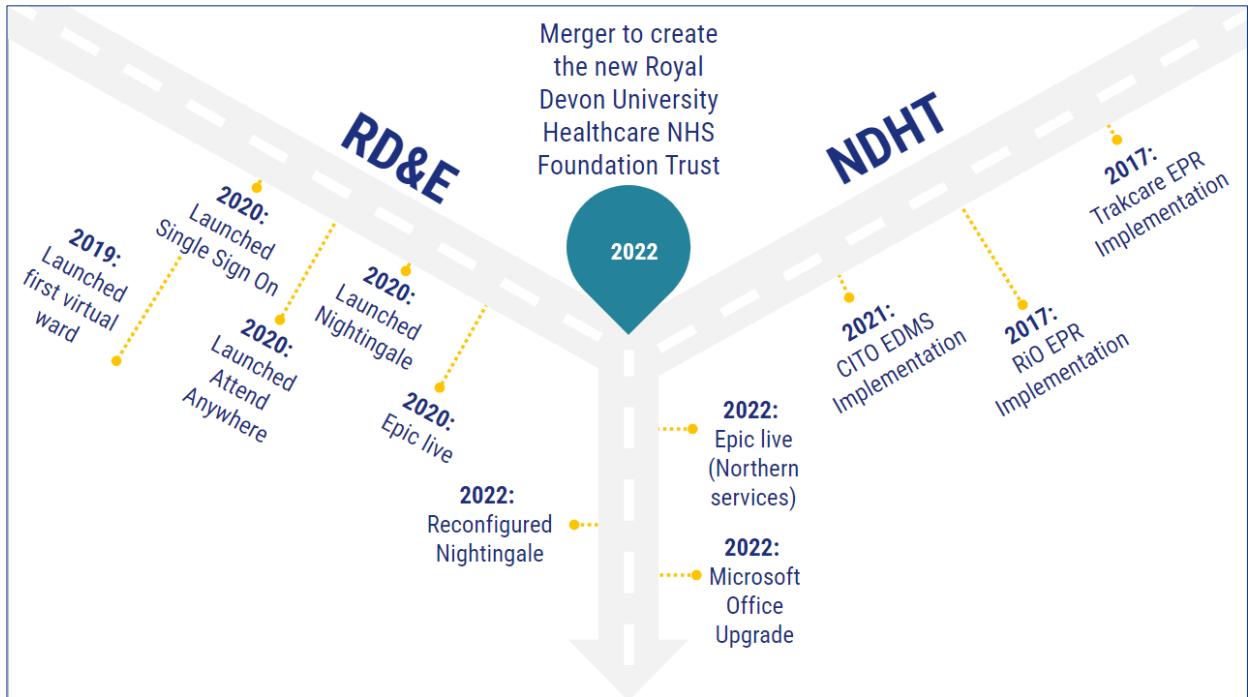 Merger to create
the new Royal
Devon University
Healthcare NHS
Foundation Trust
2022
RD&E
2019:
Launched
first virtual
ward
2020:
Launched
Single Sign On
2020:
Launched
Attend
Anywhere
2020:
Launched
Nightingale
2020:
Epic live
NDHT
2017:
Trakcare EPR
Implementation
2017:
RiO EPR
Implementation
2021:
CITO EDMS
Implementation
2022:
Epic live
(Northern
services)
2022:
Reconfigured
Nightingale
2022:
Microsoft
Office
Upgrade